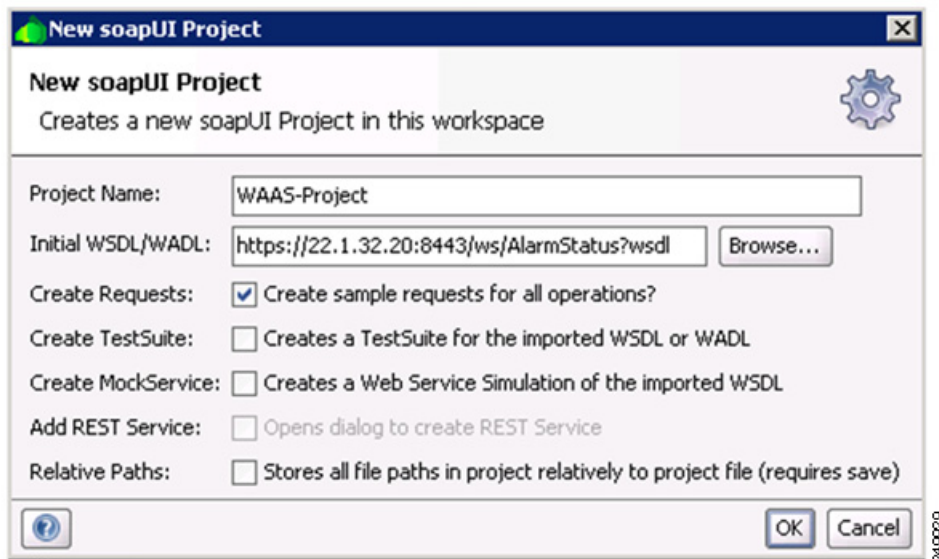 New soapUI Project
New soapUI Project
Creates a new soapUI Project in this workspace
Project Name: WAAS-Project
Initial WSDL/WADL: https://22.1.32.20:8443/ws/AlarmStatus?wsdl Browse...
Create Requests: Create sample requests for all operations?
Create TestSuite: Creates a TestSuite for the imported WSDL or WADL
Create MockService: Creates a Web Service Simulation of the imported WSDL
Add REST Service: Opens dialog to create REST Service
Relative Paths: Stores all file paths in project relatively to project file (requires save)
? OK Cancel